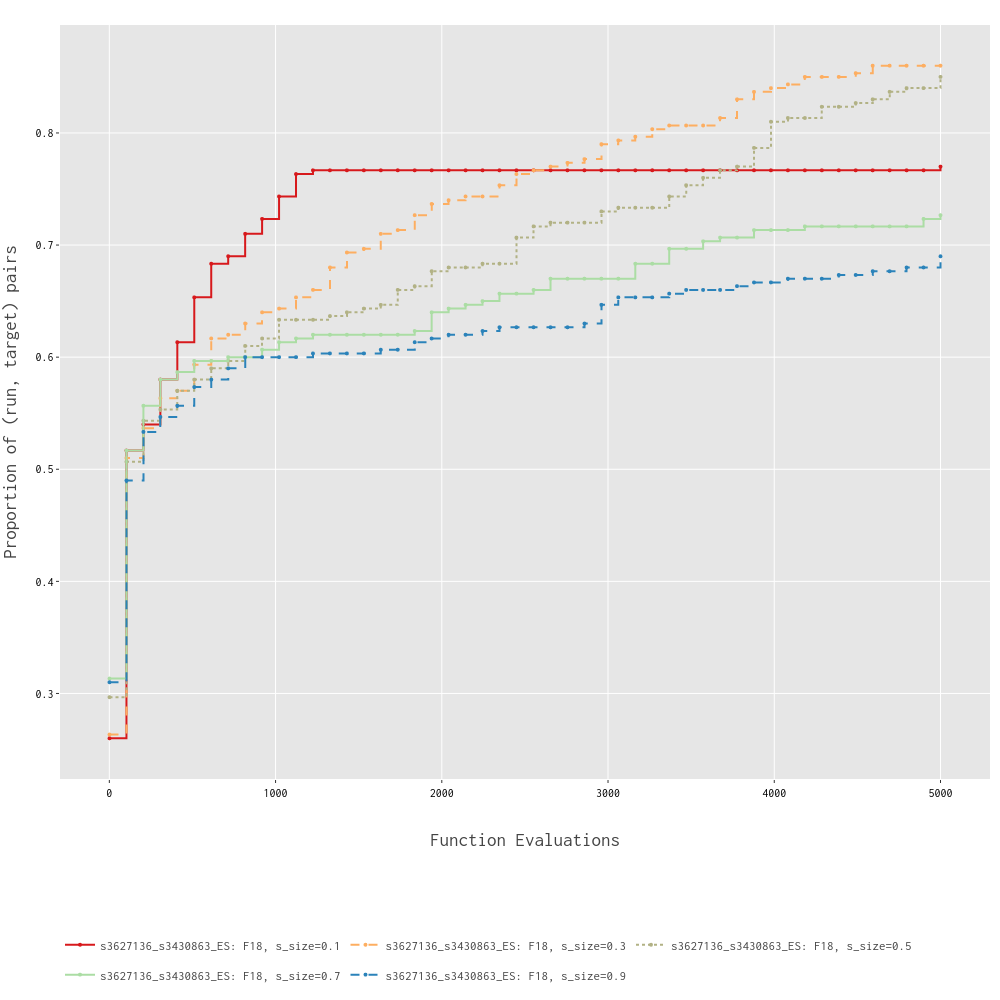 Proportion of (run, target) pairs
0.8
0.7
0.6
0.5
0.4
0.3
0
1000
2000
3000
4000
5000
Function Evaluations
s3627136_s3430863_ES: F18, s_size=0.1
s3627136_s3430863_ES: F18, s_size=0.3
s3627136_s3430863_ES: F18, s_size=0.5
s3627136_s3430863_ES: F18, s_size=0.7
s3627136_s3430863_ES: F18, s_size=0.9